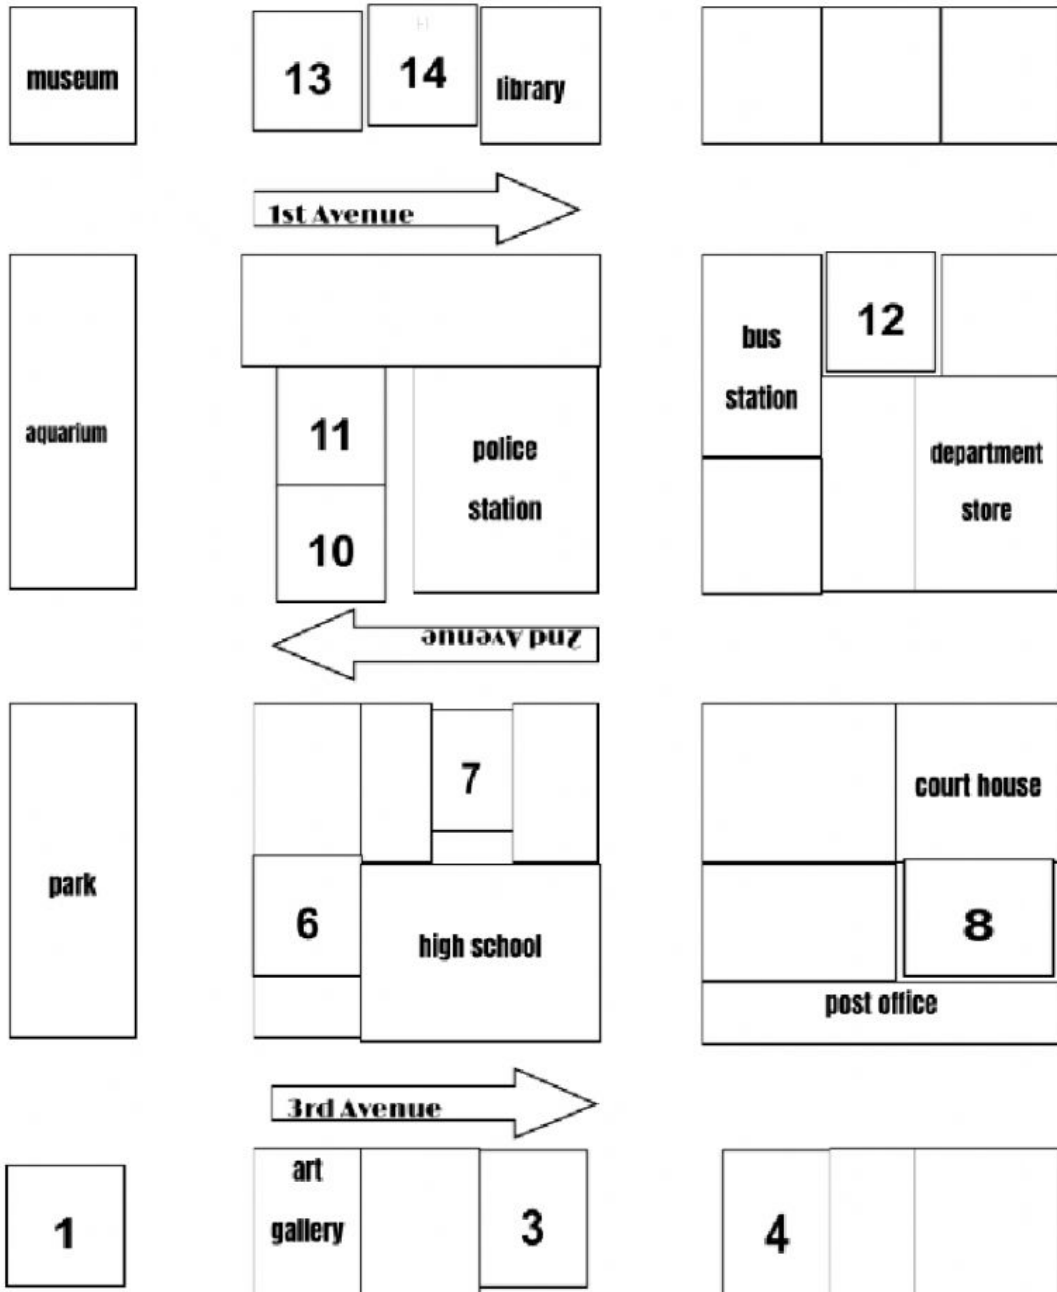 museum
13
14
library
1st Avenue
aquarium
11
10
police
station
bus
station
12
department
store
2nd Avenue
park
7
6
high school
court house
8
post office
3rd Avenue
1
art
gallery
3
4